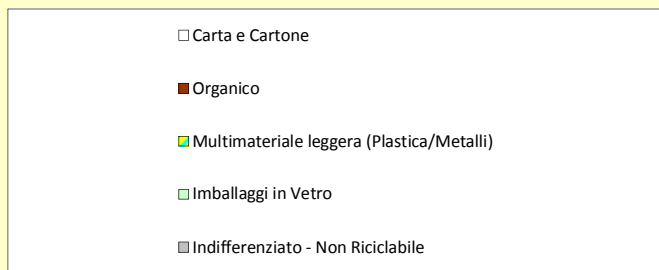 Carta e Cartone
Organico
Multimateriale leggera (Plastica/Metalli)
Imballaggi in Vetro
Indifferenziato - Non Riciclabile